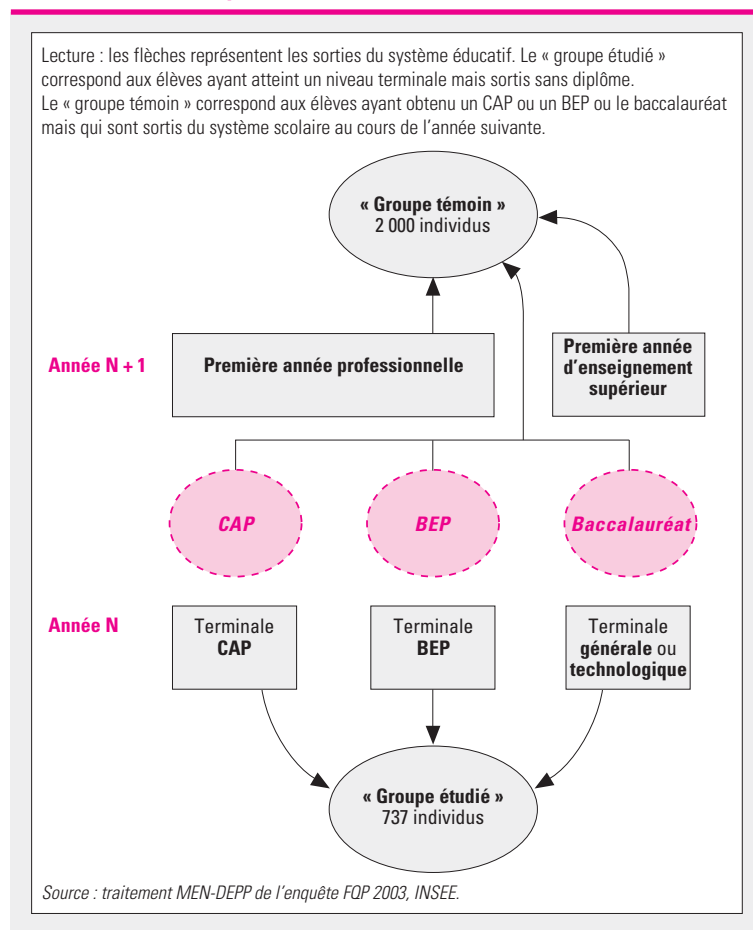 Lecture : les flèches représentent les sorties du système éducatif. Le « groupe étudié »
correspond aux élèves ayant atteint un niveau terminale mais sortis sans diplôme.
Le « groupe témoin » correspond aux élèves ayant obtenu un CAP ou un BEP ou le baccalauréat
mais qui sont sortis du système scolaire au cours de l'année suivante.
« Groupe témoin »
2 000 individus
Année N + 1
Première année professionnelle
Première année
d'enseignement
supérieur
CAP
BEP
Baccalauréat
Année N
Terminale
CAP
Terminale
BEP
Terminale
générale ou
technologique
« Groupe étudié »
737 individus
Source : traitement MEN-DEPP de l'enquête FQP 2003, INSEE.